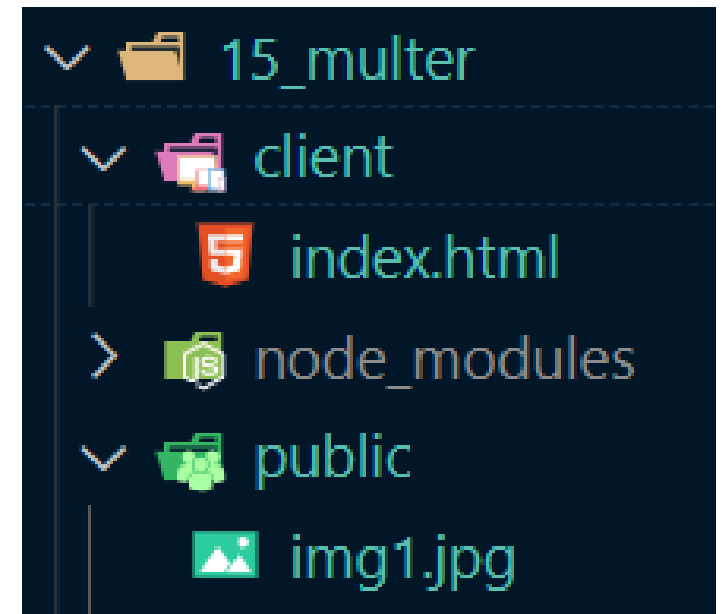 15_multer
client
index.html
node_modules
public
img1.jpg